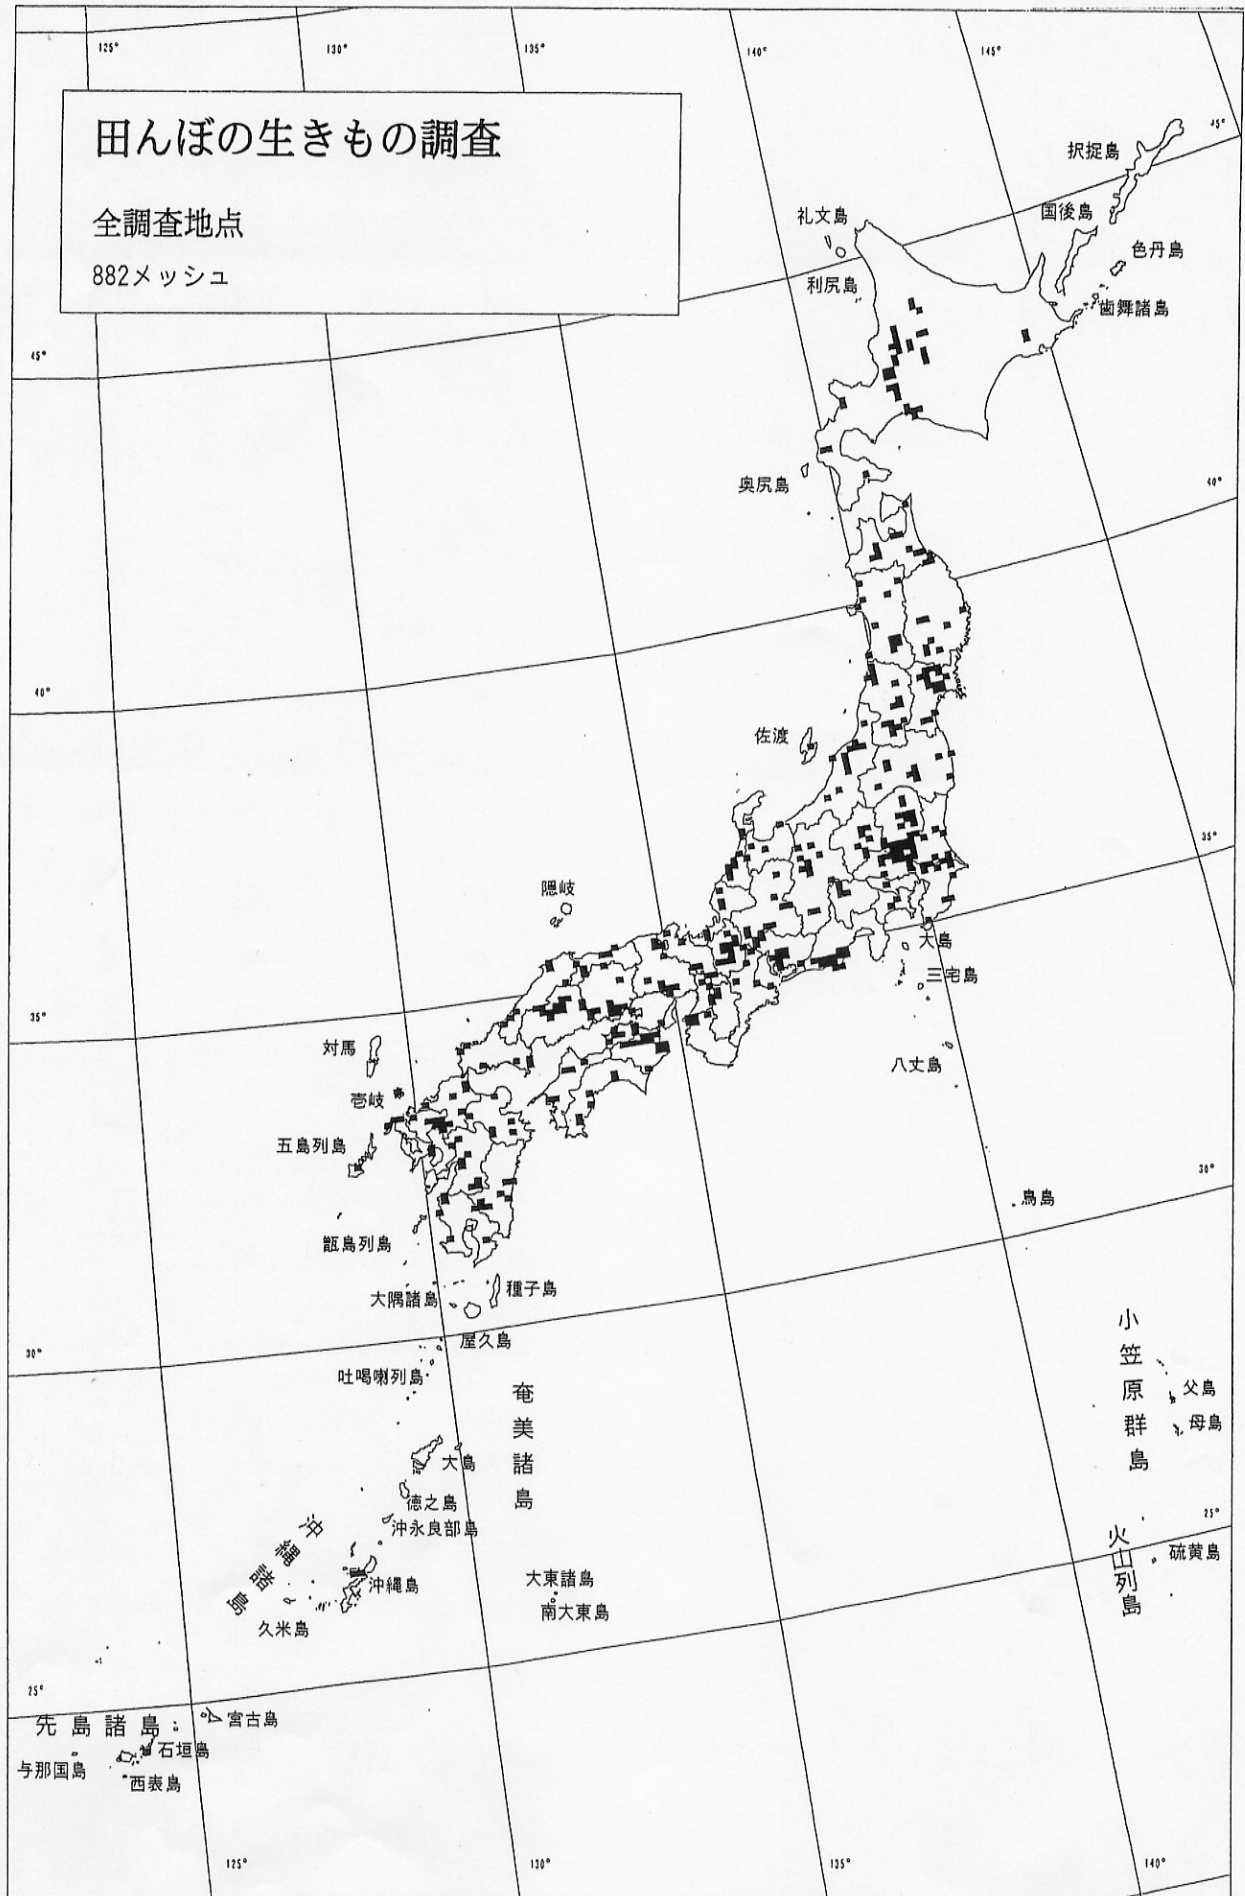 125°
130°
135°
140°
145°
田んぼの生きもの調査
全調査地点
882メッシュ
45°
択捉島
国後島
礼文島
色丹島
利尻島
歯舞諸島
45°
奥尻島
40°
40°
佐渡
35°
隠岐
大島
三宅島
35°
対馬
八丈島
壱岐
五島列島
30°
鳥島
甑島列島
種子島
大隅諸島
屋久島
30°
吐喝喇列島
奄美諸島
小笠原群島
父島
母島
大島
徳之島
沖永良部島
25°
沖縄諸島
火山列島
硫黄島
沖縄島
大東諸島
南大東島
久米島
25°
先島諸島
宮古島
石垣島
与那国島
西表島
125°
130°
135°
140°